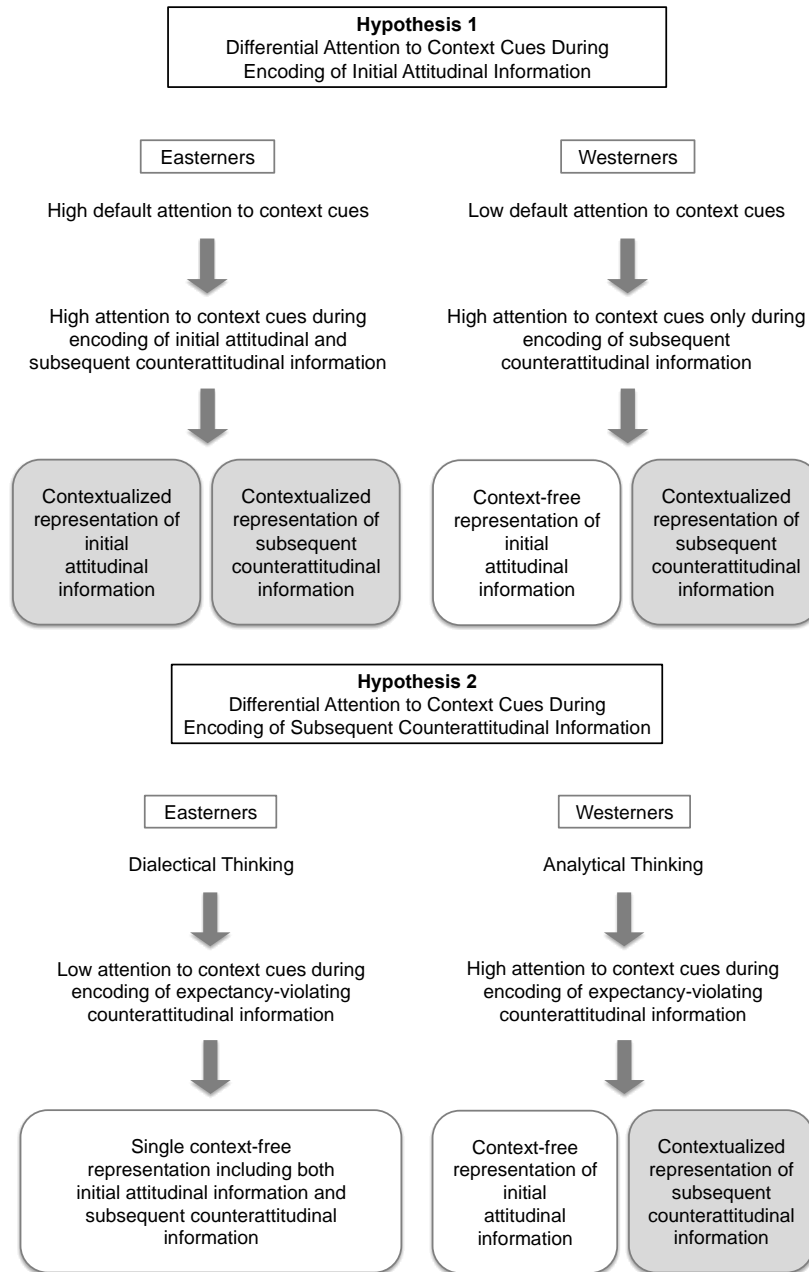 Hypothesis 1
Differential Attention to Context Cues During
Encoding of Initial Attitudinal Information
Easterners
High default attention to context cues
High attention to context cues during
encoding of initial attitudinal and
subsequent counterattitudinal information
Contextualized
representation of
initial
attitudinal
information
Contextualized
representation of
subsequent
counterattitudinal
information
Westerners
Low default attention to context cues
High attention to context cues only during
encoding of subsequent
counterattitudinal information
Context-free
representation of
initial
attitudinal
information
Contextualized
representation of
subsequent
counterattitudinal
information
Hypothesis 2
Differential Attention to Context Cues During
Encoding of Subsequent Counterattitudinal Information
Easterners
Dialectical Thinking
Low attention to context cues during
encoding of expectancy-violating
counterattitudinal information
Single context-free
representation including both
initial attitudinal information and
subsequent counterattitudinal
information
Westerners
Analytical Thinking
High attention to context cues during
encoding of expectancy-violating
counterattitudinal information
Context-free
representation of
initial
attitudinal
information
Contextualized
representation of
subsequent
counterattitudinal
information